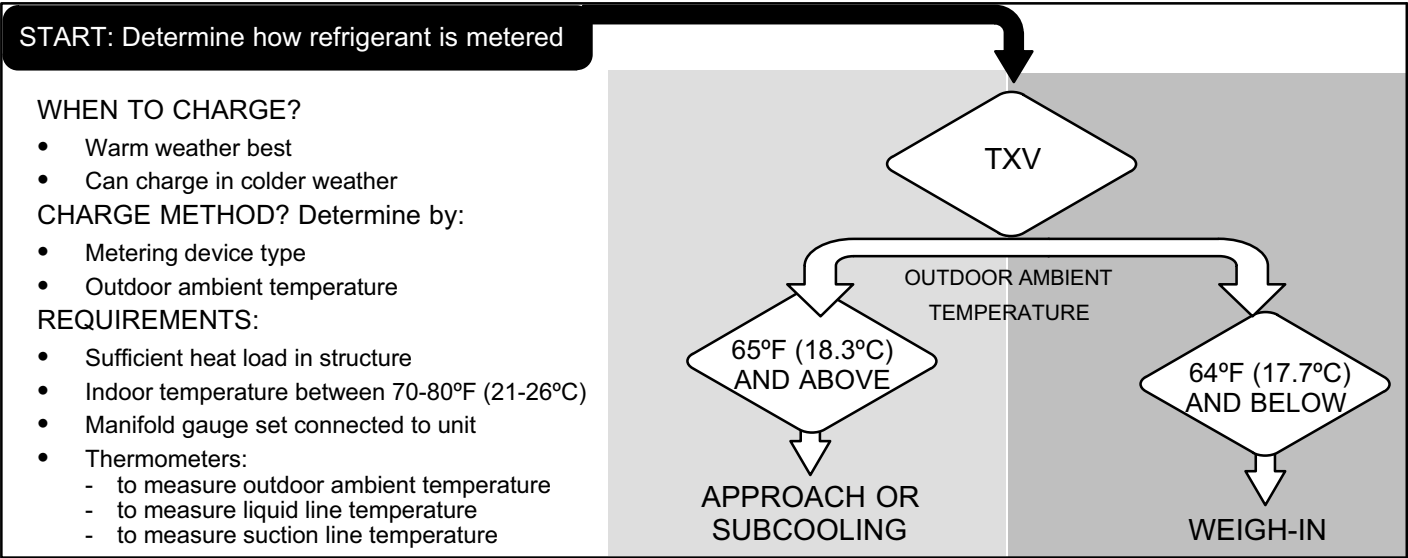 START: Determine how refrigerant is metered
WHEN TO CHARGE?
• Warm weather best
• Can charge in colder weather
CHARGE METHOD? Determine by:
• Metering device type
• Outdoor ambient temperature
REQUIREMENTS:
• Sufficient heat load in structure
• Indoor temperature between 70-80ºF (21-26ºC)
• Manifold gauge set connected to unit
• Thermometers:
- to measure outdoor ambient temperature
- to measure liquid line temperature
- to measure suction line temperature
TXV
OUTDOOR AMBIENT
TEMPERATURE
65ºF (18.3ºC)
AND ABOVE
64ºF (17.7ºC)
AND BELOW
APPROACH OR
SUBCOOLING
WEIGH-IN